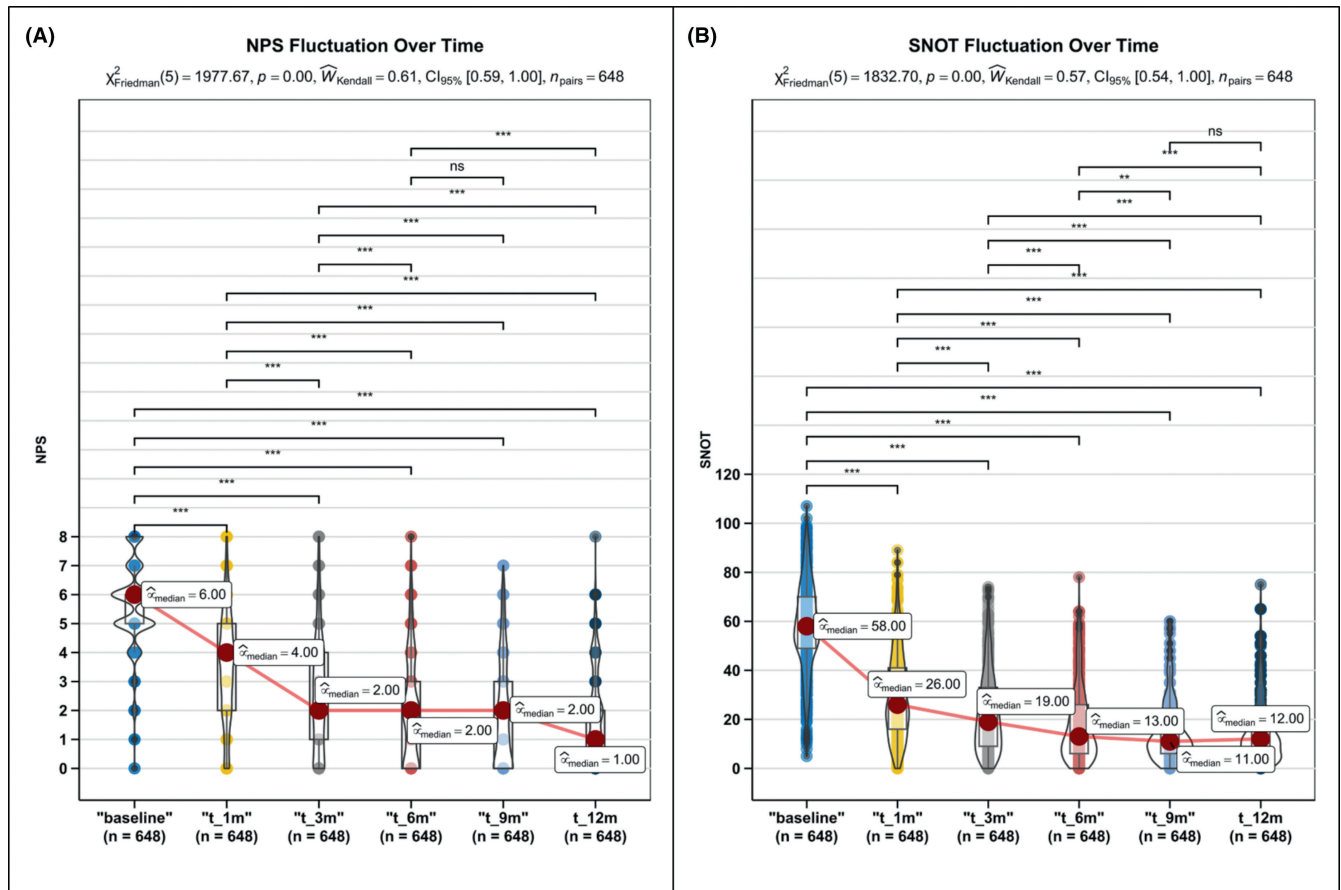 (A)
NPS Fluctuation Over Time
χ²Friedman(5) = 1977.67, p = 0.00, ŴKendall = 0.61, CI95% [0.59, 1.00], npairs = 648
***
ns
***
***
***
***
***
***
***
***
***
***
***
***
NPS
8
7
6
5
4
3
2
1
0
μ̂median = 6.00
μ̂median = 4.00
μ̂median = 2.00
μ̂median = 2.00
μ̂median = 2.00
μ̂median = 1.00
"baseline"
(n = 648)
"t_1m"
(n = 648)
"t_3m"
(n = 648)
"t_6m"
(n = 648)
"t_9m"
(n = 648)
t_12m
(n = 648)
(B)
SNOT Fluctuation Over Time
χ²Friedman(5) = 1832.70, p = 0.00, ŴKendall = 0.57, CI95% [0.54, 1.00], npairs = 648
ns
***
**
***
***
***
***
***
***
***
***
***
***
***
***
SNOT
120
100
80
60
40
20
0
μ̂median = 58.00
μ̂median = 26.00
μ̂median = 19.00
μ̂median = 13.00
μ̂median = 11.00
μ̂median = 12.00
"baseline"
(n = 648)
"t_1m"
(n = 648)
"t_3m"
(n = 648)
"t_6m"
(n = 648)
"t_9m"
(n = 648)
t_12m
(n = 648)